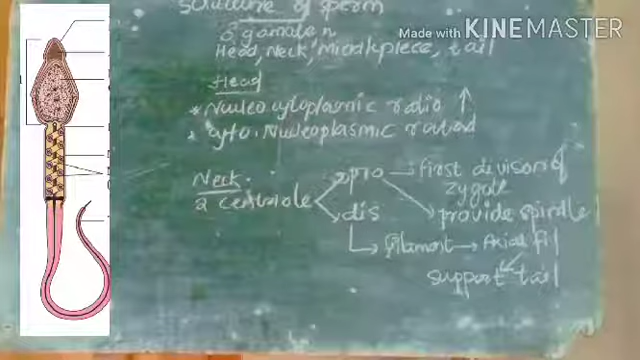 structure of sperm
Made with KINEMASTER
♂ gamete n
Head, Neck, Middlepiece, tail
Head
* Nucleocytoplasmic ratio ↑
* Cyto. Nucleoplasmic ratio
Neck:
2 centriole
pro → first division of zygote
→ provide spindle
dis
→ filament → Axial fil
support tail